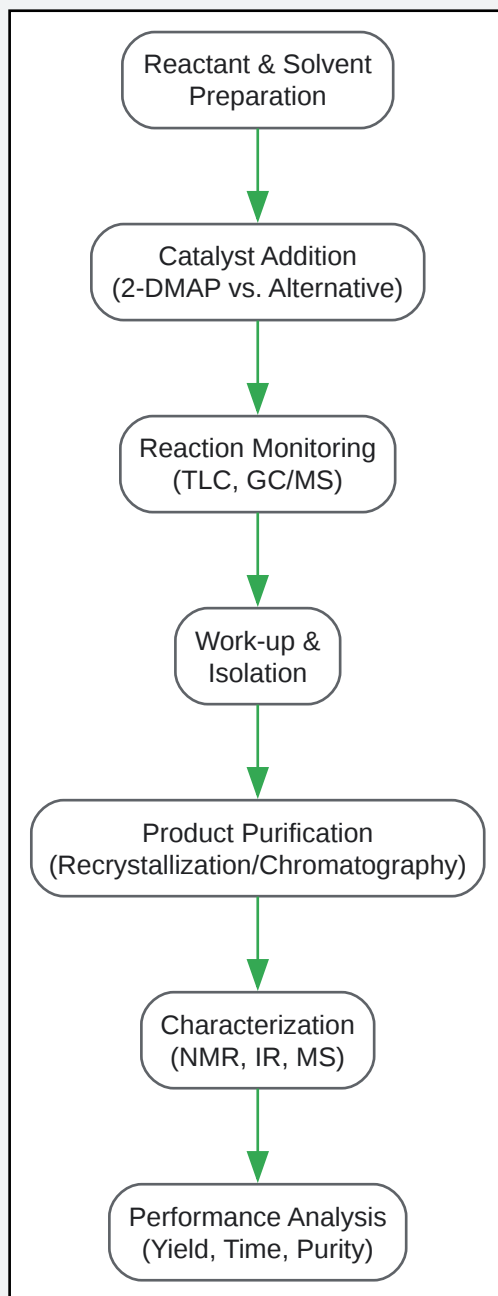 Reactant & Solvent
Preparation
Catalyst Addition
(2-DMAP vs. Alternative)
Reaction Monitoring
(TLC, GC/MS)
Work-up &
Isolation
Product Purification
(Recrystallization/Chromatography)
Characterization
(NMR, IR, MS)
Performance Analysis
(Yield, Time, Purity)